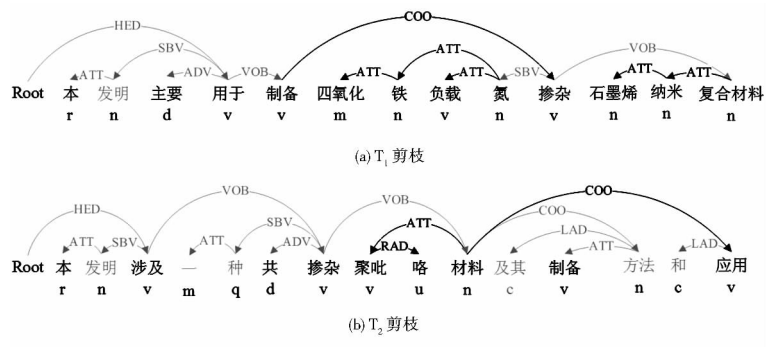 HED COO
SBV ATT VOB
ATT ADV VOB ATT ATT SBV ATT ATT
Root 本 发明 主要 用于 制备 四氧化 铁 负载 氮 掺杂 石墨烯 纳米 复合材料
r n d v v m n v n v n n n
(a) T1 剪枝
VOB COO
HED SBV VOB ATT COO LAD
ATT SBV ATT ADV RAD ATT LAD
Root 本 发明 涉及 一 种 共 掺杂 聚吡 咯 材料 及其 制备 方法 和 应用
r n v m q d v v u n c v n c v
(b) T2 剪枝